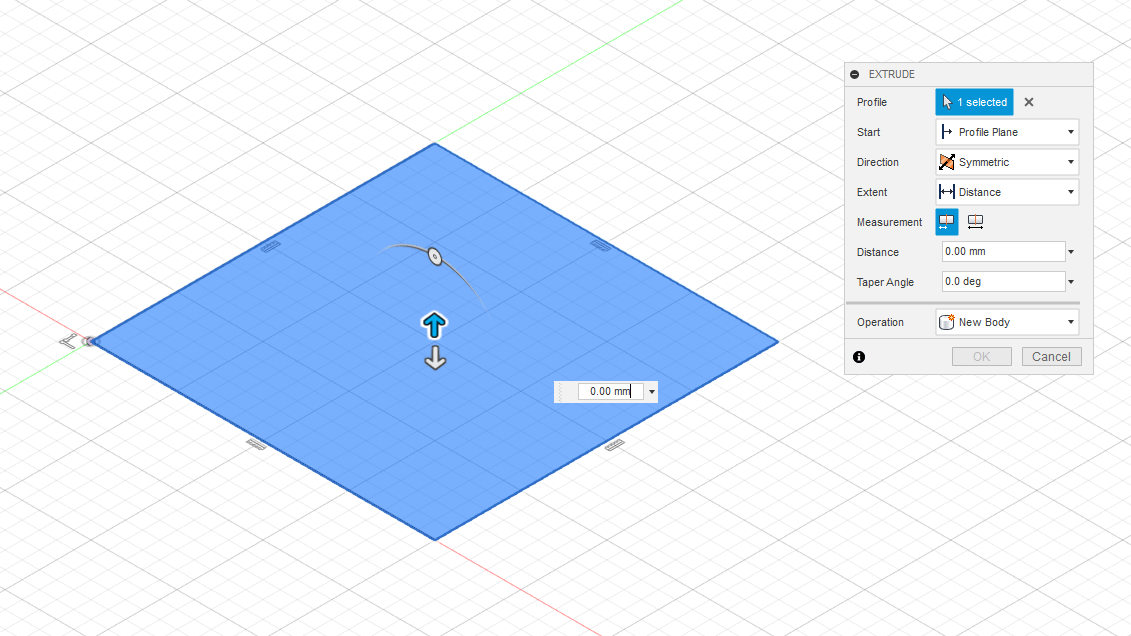 EXTRUDE
Profile 1 selected
Start Profile Plane
Direction Symmetric
Extent Distance
Measurement
Distance 0.00 mm
Taper Angle 0.0 deg
Operation New Body
OK Cancel
0.00 mm